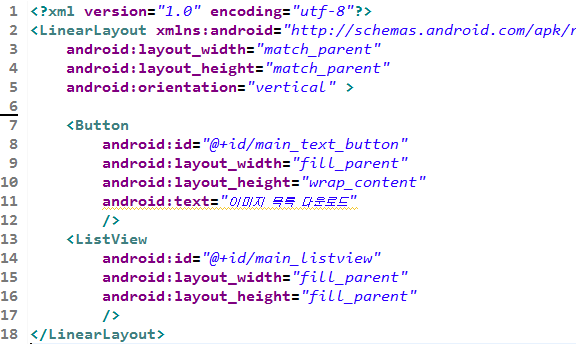 1 <?xml version="1.0" encoding="utf-8"?>
2 <LinearLayout xmlns:android="http://schemas.android.com/apk/r
3     android:layout_width="match_parent"
4     android:layout_height="match_parent"
5     android:orientation="vertical" >
6
7     <Button
8         android:id="@+id/main_text_button"
9         android:layout_width="fill_parent"
10         android:layout_height="wrap_content"
11         android:text="이미지 목록 다운로드"
12         />
13     <ListView
14         android:id="@+id/main_listview"
15         android:layout_width="fill_parent"
16         android:layout_height="fill_parent"
17         />
18 </LinearLayout>